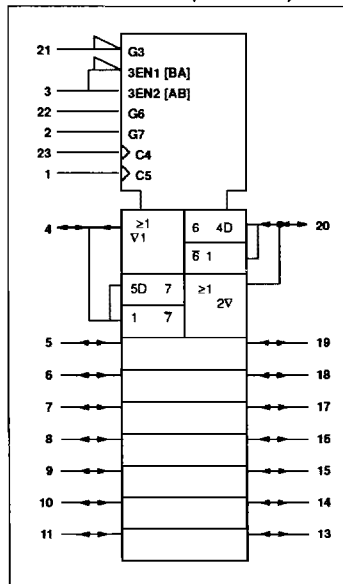 21 G3
3EN1 [BA]
3 3EN2 [AB]
22 G6
2 G7
23 C4
1 C5
4 ≥1 6 4D 20
∇1
6̅ 1
5D 7 ≥1
2∇
1 7̅
5 19
6 18
7 17
8 16
9 15
10 14
11 13